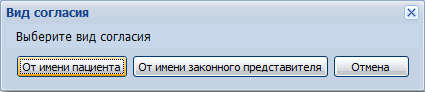 Вид согласия
Выберите вид согласия
От имени пациента От имени законного представителя Отмена